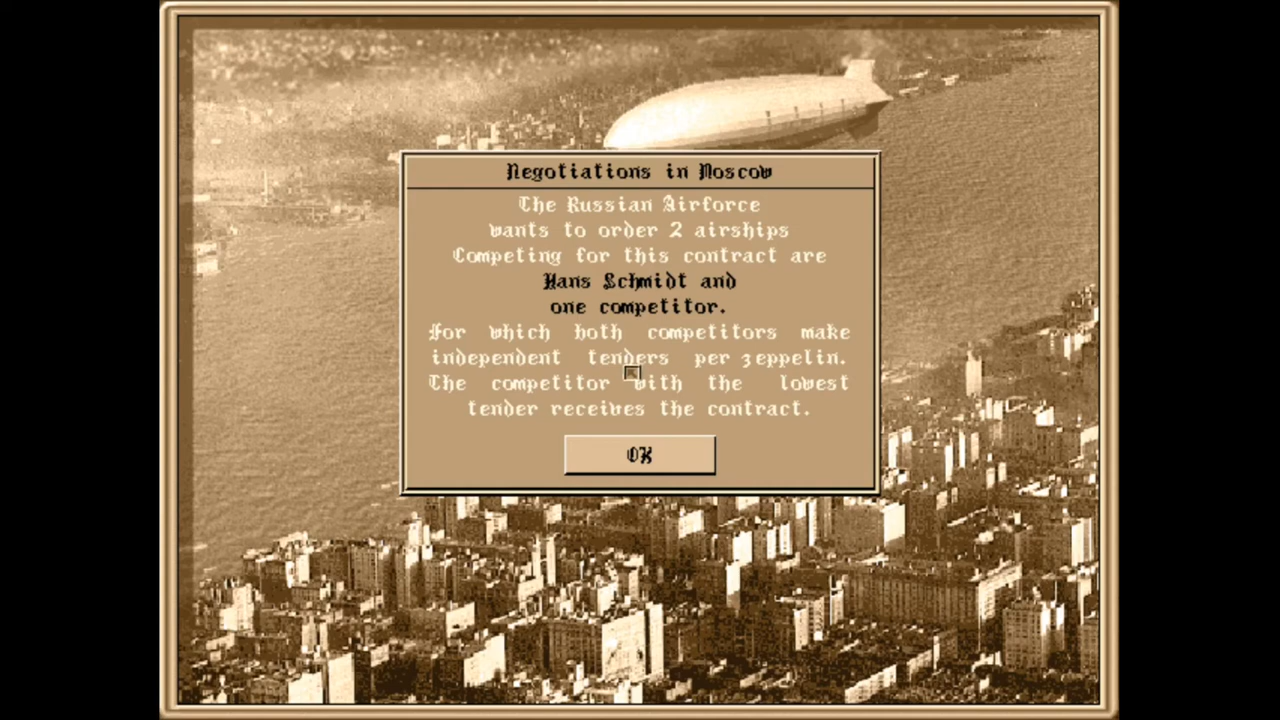 Negotiations in Moscow
The Russian Airforce
wants to order 2 airships
Competing for this contract are
Hans Schmidt and
one competitor.
For which both competitors make
independent tenders per zeppelin.
The competitor with the lowest
tender receives the contract.
OK